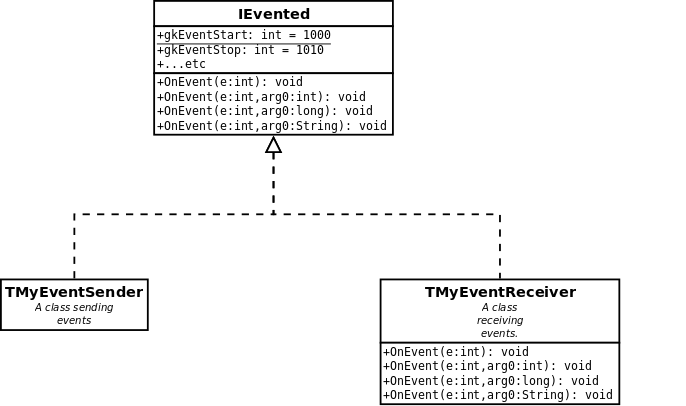 IEvented
+gkEventStart: int = 1000
+gkEventStop: int = 1010
+...etc
+OnEvent(e:int): void
+OnEvent(e:int,arg0:int): void
+OnEvent(e:int,arg0:long): void
+OnEvent(e:int,arg0:String): void
TMyEventSender
A class sending
events
TMyEventReceiver
A class
receiving
events.
+OnEvent(e:int): void
+OnEvent(e:int,arg0:int): void
+OnEvent(e:int,arg0:long): void
+OnEvent(e:int,arg0:String): void